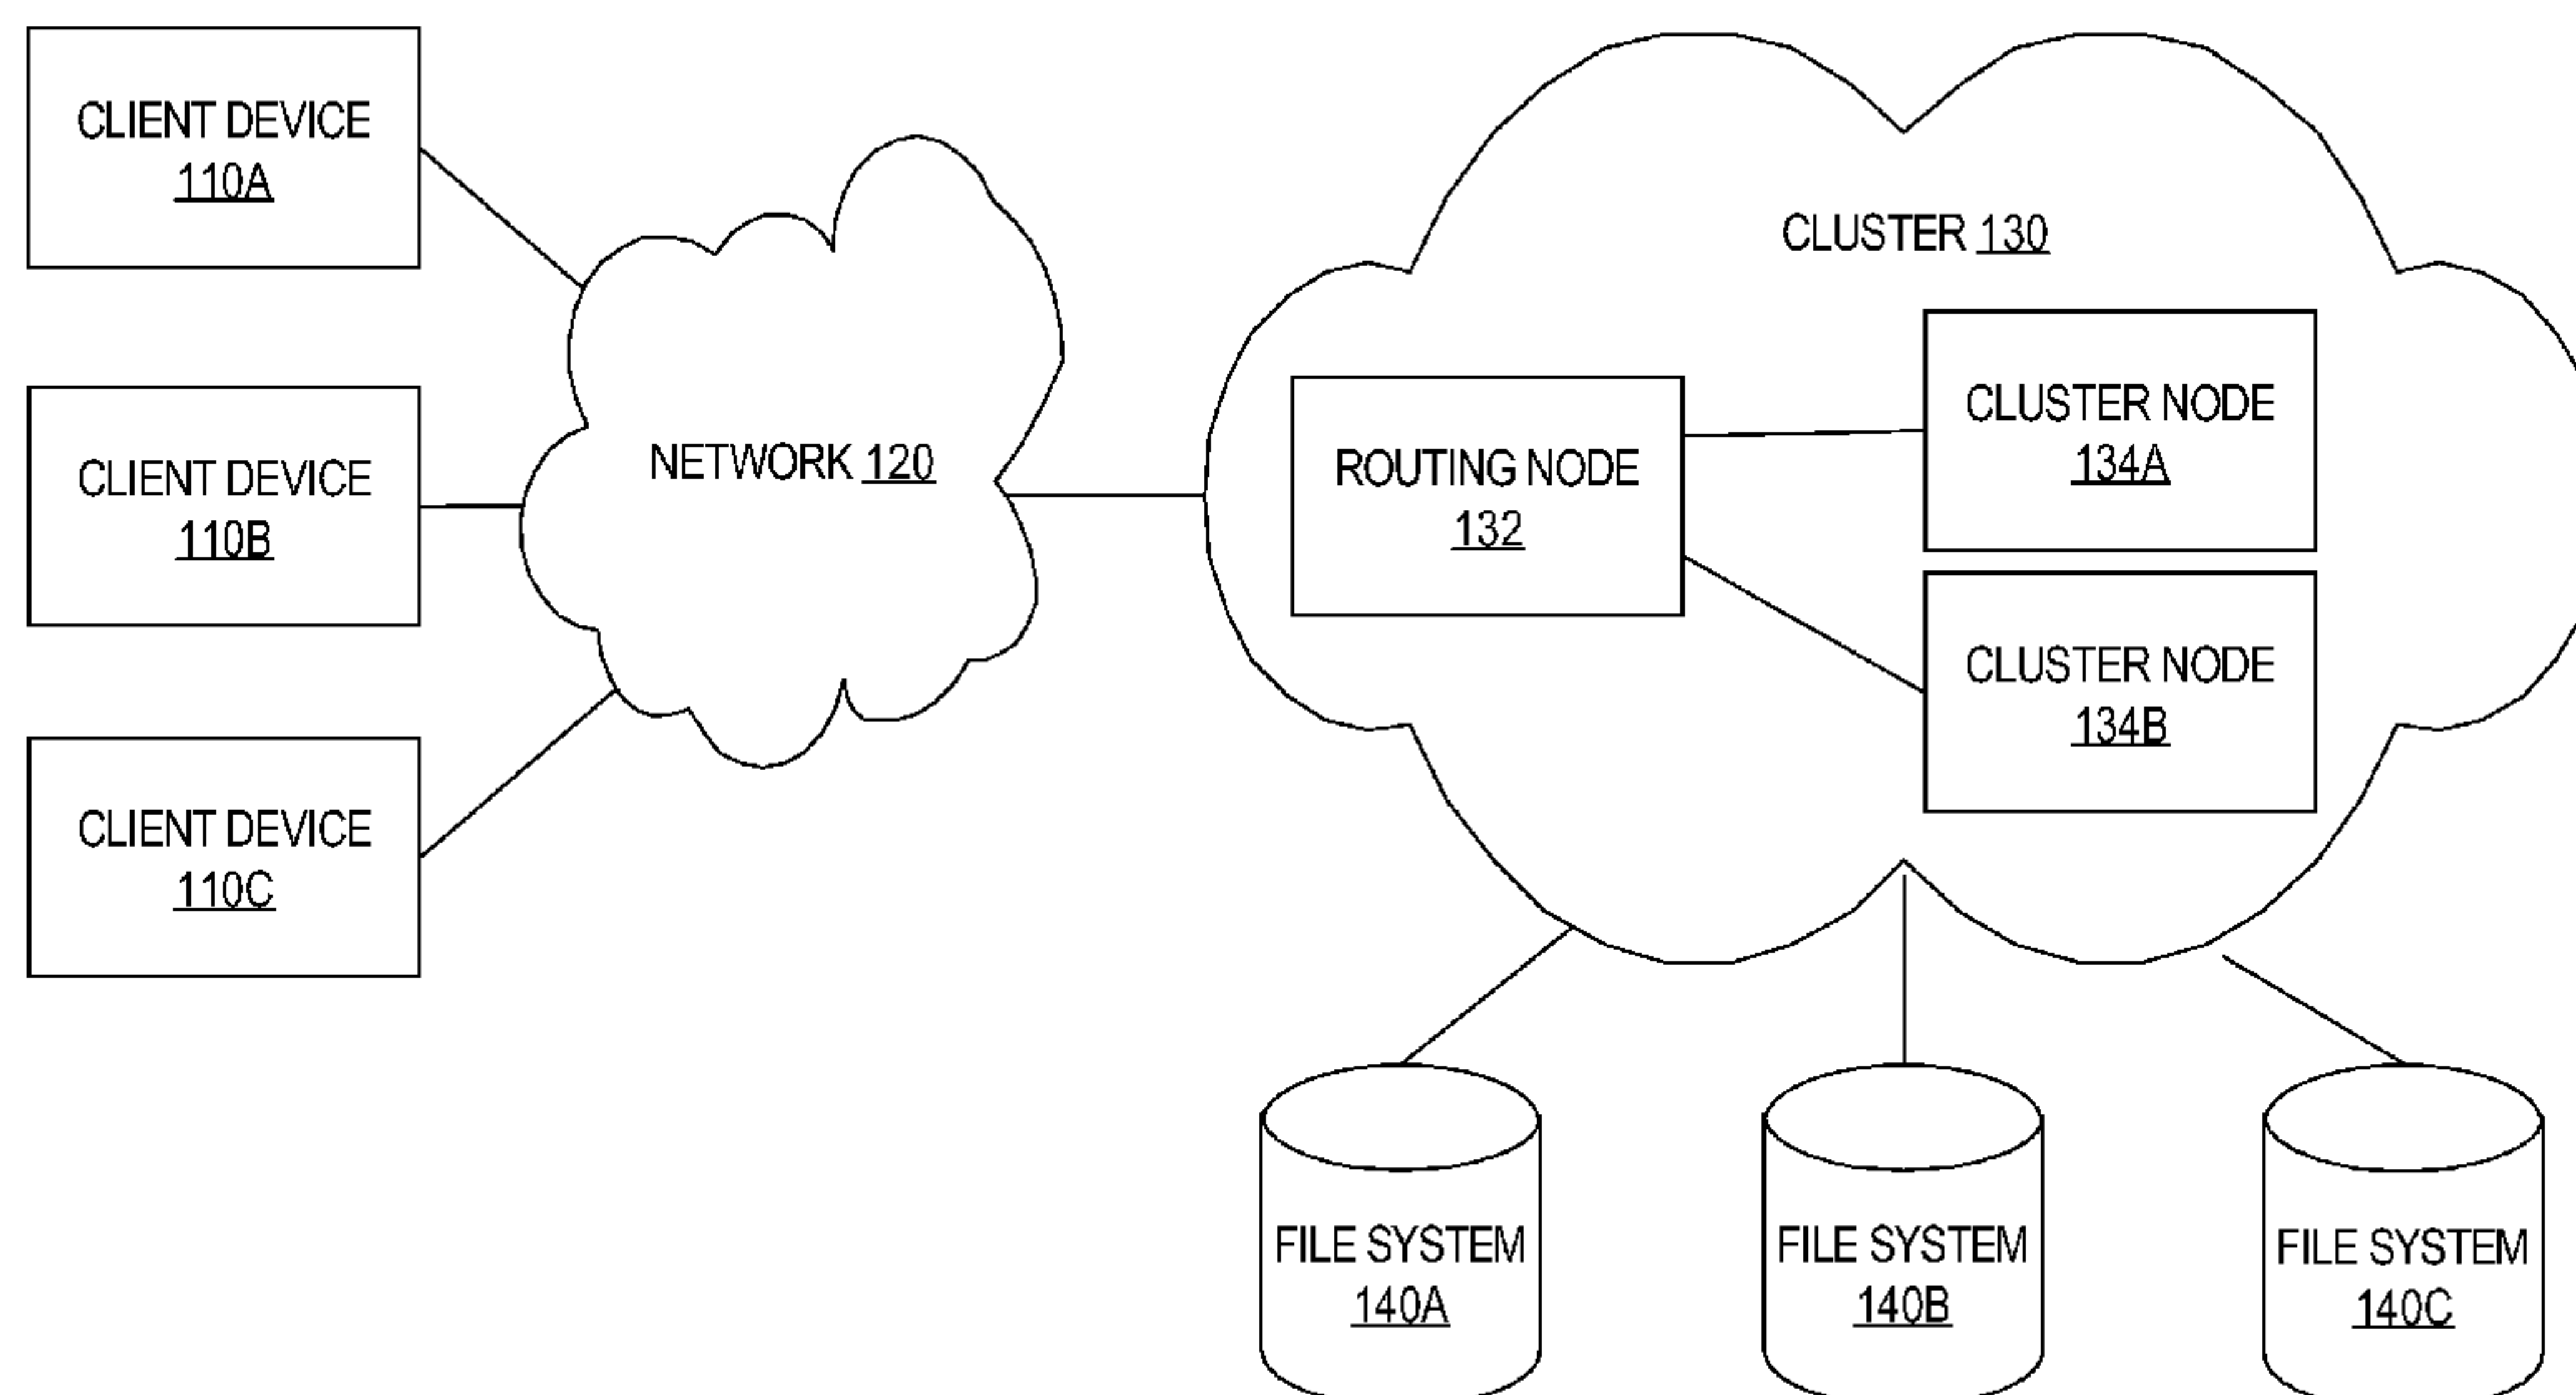 CLIENT DEVICE
110A
CLIENT DEVICE
110B
CLIENT DEVICE
110C
NETWORK 120
CLUSTER 130
ROUTING NODE
132
CLUSTER NODE
134A
CLUSTER NODE
134B
FILE SYSTEM
140A
FILE SYSTEM
140B
FILE SYSTEM
140C